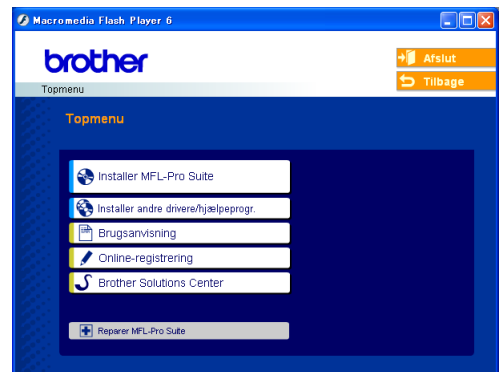 Macromedia Flash Player 6
brother
Afslut
Tilbage
Topmenu
Topmenu
Installer MFL-Pro Suite
Installer andre drivere/hjælpeprogr.
Brugsanvisning
Online-registrering
Brother Solutions Center
Reparer MFL-Pro Suite